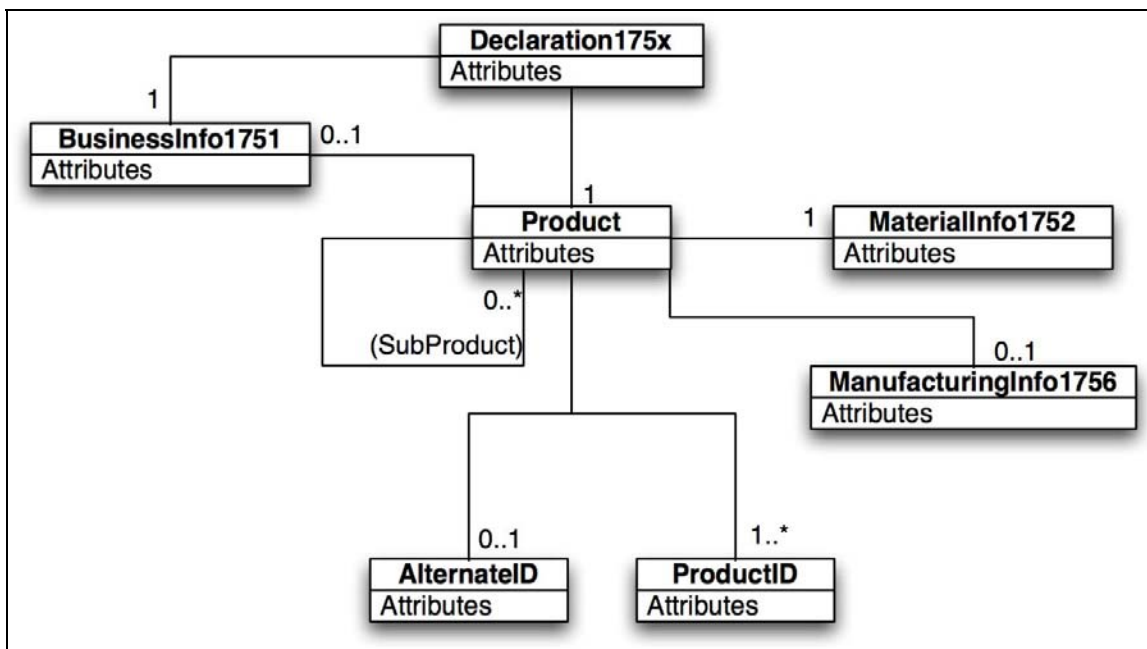 Declaration175x
Attributes
1
BusinessInfo1751
0..1
Attributes
1
Product
Attributes
1
MaterialInfo1752
Attributes
0..*
(SubProduct)
0..1
ManufacturingInfo1756
Attributes
0..1
1..*
AlternateID
Attributes
ProductID
Attributes